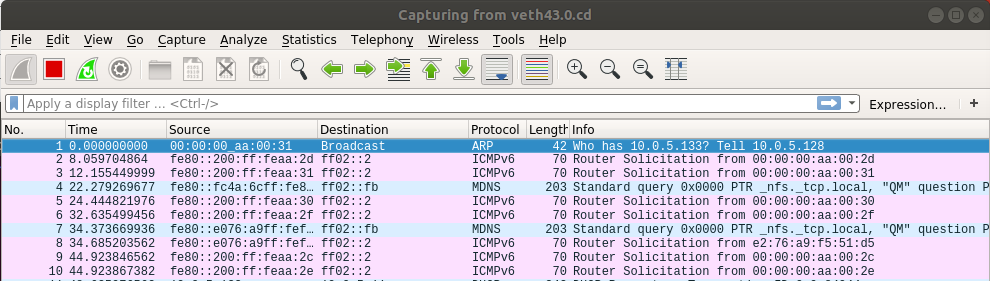 Capturing from veth43.0.cd
File Edit View Go Capture Analyze Statistics Telephony Wireless Tools Help
Apply a display filter … <Ctrl-/> Expression… +
No. Time Source Destination Protocol Length Info
1 0.000000000 00:00:00_aa:00:31 Broadcast ARP 42 Who has 10.0.5.133? Tell 10.0.5.128
2 8.059704864 fe80::200:ff:feaa:2d ff02::2 ICMPv6 70 Router Solicitation from 00:00:00:aa:00:2d
3 12.155449999 fe80::200:ff:feaa:31 ff02::2 ICMPv6 70 Router Solicitation from 00:00:00:aa:00:31
4 22.279269677 fe80::fc4a:6cff:fe8… ff02::fb MDNS 203 Standard query 0x0000 PTR _nfs._tcp.local, "QM" question P
5 24.444821976 fe80::200:ff:feaa:30 ff02::2 ICMPv6 70 Router Solicitation from 00:00:00:aa:00:30
6 32.635499456 fe80::200:ff:feaa:2f ff02::2 ICMPv6 70 Router Solicitation from 00:00:00:aa:00:2f
7 34.373669936 fe80::e076:a9ff:fef… ff02::fb MDNS 203 Standard query 0x0000 PTR _nfs._tcp.local, "QM" question P
8 34.685203562 fe80::e076:a9ff:fef… ff02::2 ICMPv6 70 Router Solicitation from e2:76:a9:f5:51:d5
9 44.923846562 fe80::200:ff:feaa:2c ff02::2 ICMPv6 70 Router Solicitation from 00:00:00:aa:00:2c
10 44.923867382 fe80::200:ff:feaa:2e ff02::2 ICMPv6 70 Router Solicitation from 00:00:00:aa:00:2e